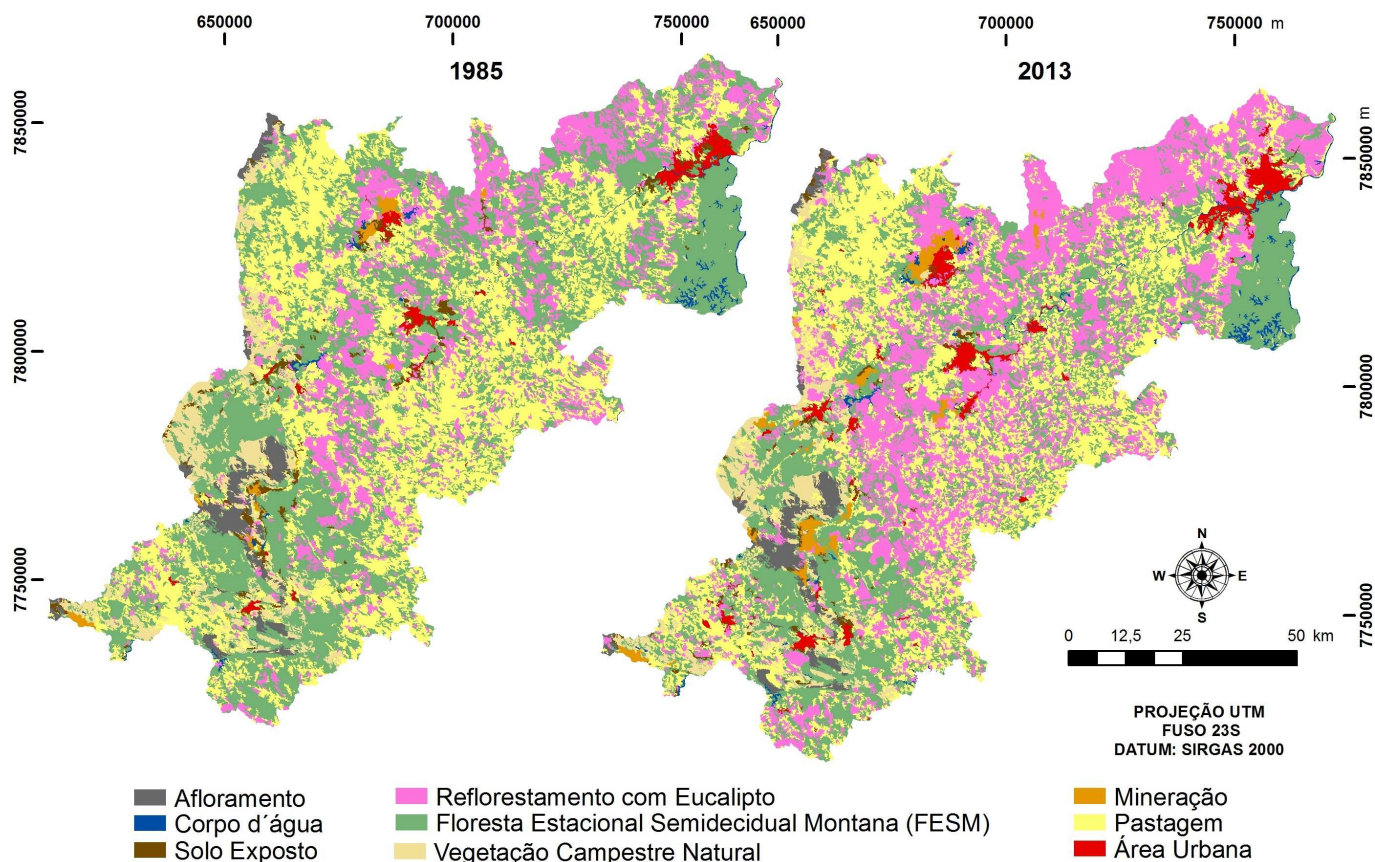 650000 700000 750000 650000 700000 750000 m
1985 2013
7850000 7850000 m
7800000 7800000
7750000 7750000
N
W E
S
0 12,5 25 50 km
PROJEÇÃO UTM
FUSO 23S
DATUM: SIRGAS 2000
Afloramento Reflorestamento com Eucalipto Mineração
Corpo d´água Floresta Estacional Semidecidual Montana (FESM) Pastagem
Solo Exposto Vegetação Campestre Natural Área Urbana